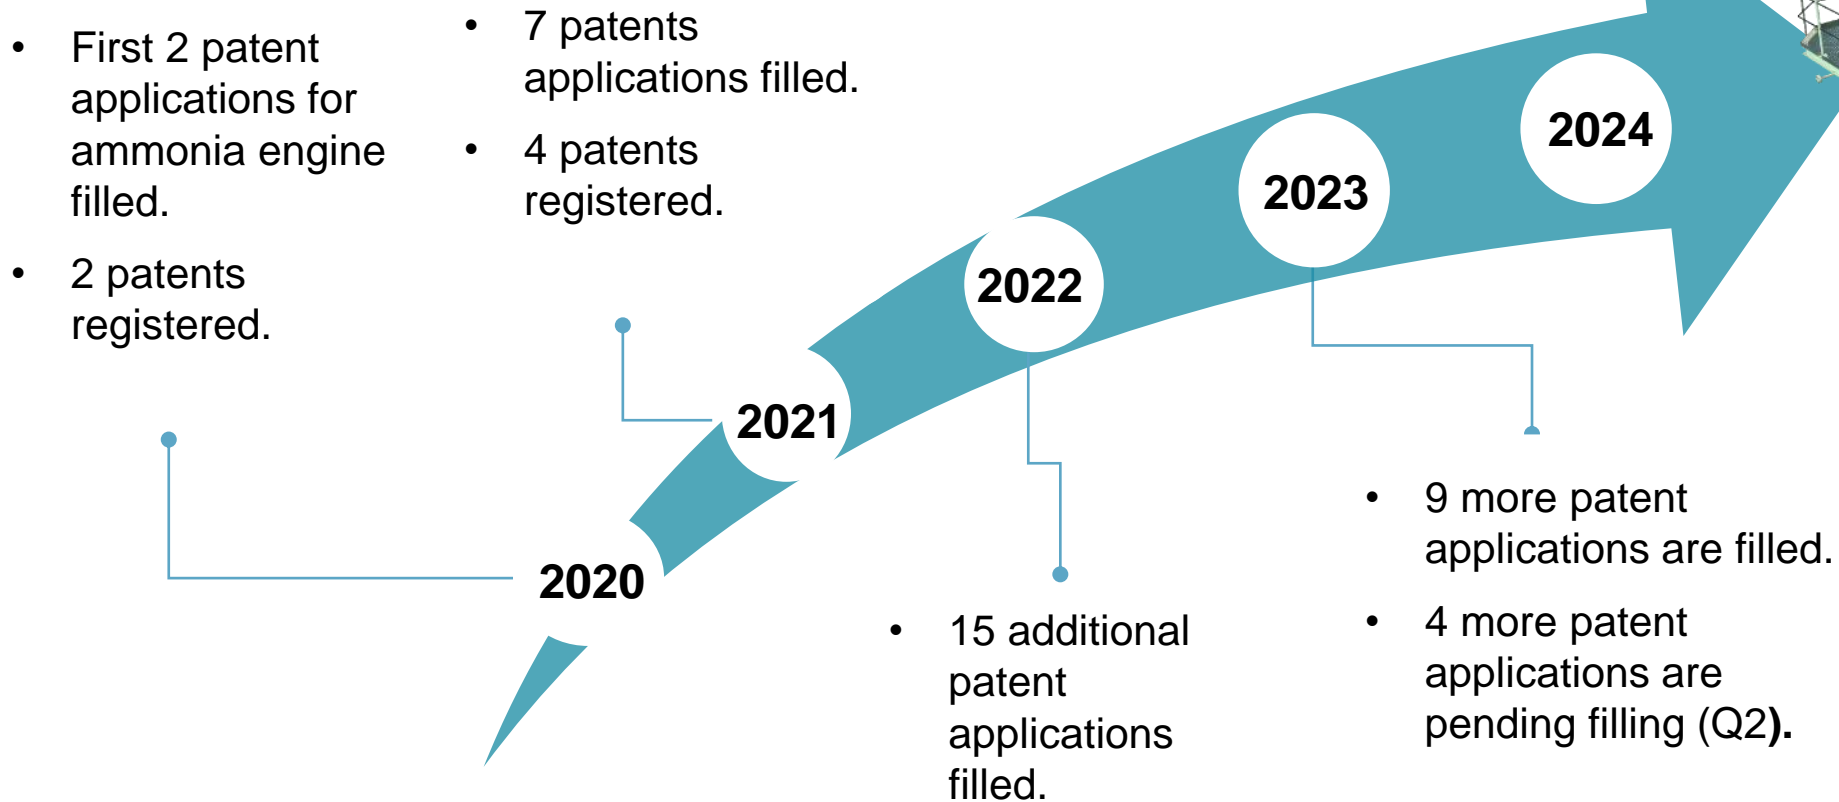 • First 2 patent
applications for
ammonia engine
filled.
• 2 patents
registered.
• 7 patents
applications filled.
• 4 patents
registered.
2020
2021
2022
2023
2024
• 15 additional
patent
applications
filled.
• 9 more patent
applications are filled.
• 4 more patent
applications are
pending filling (Q2).